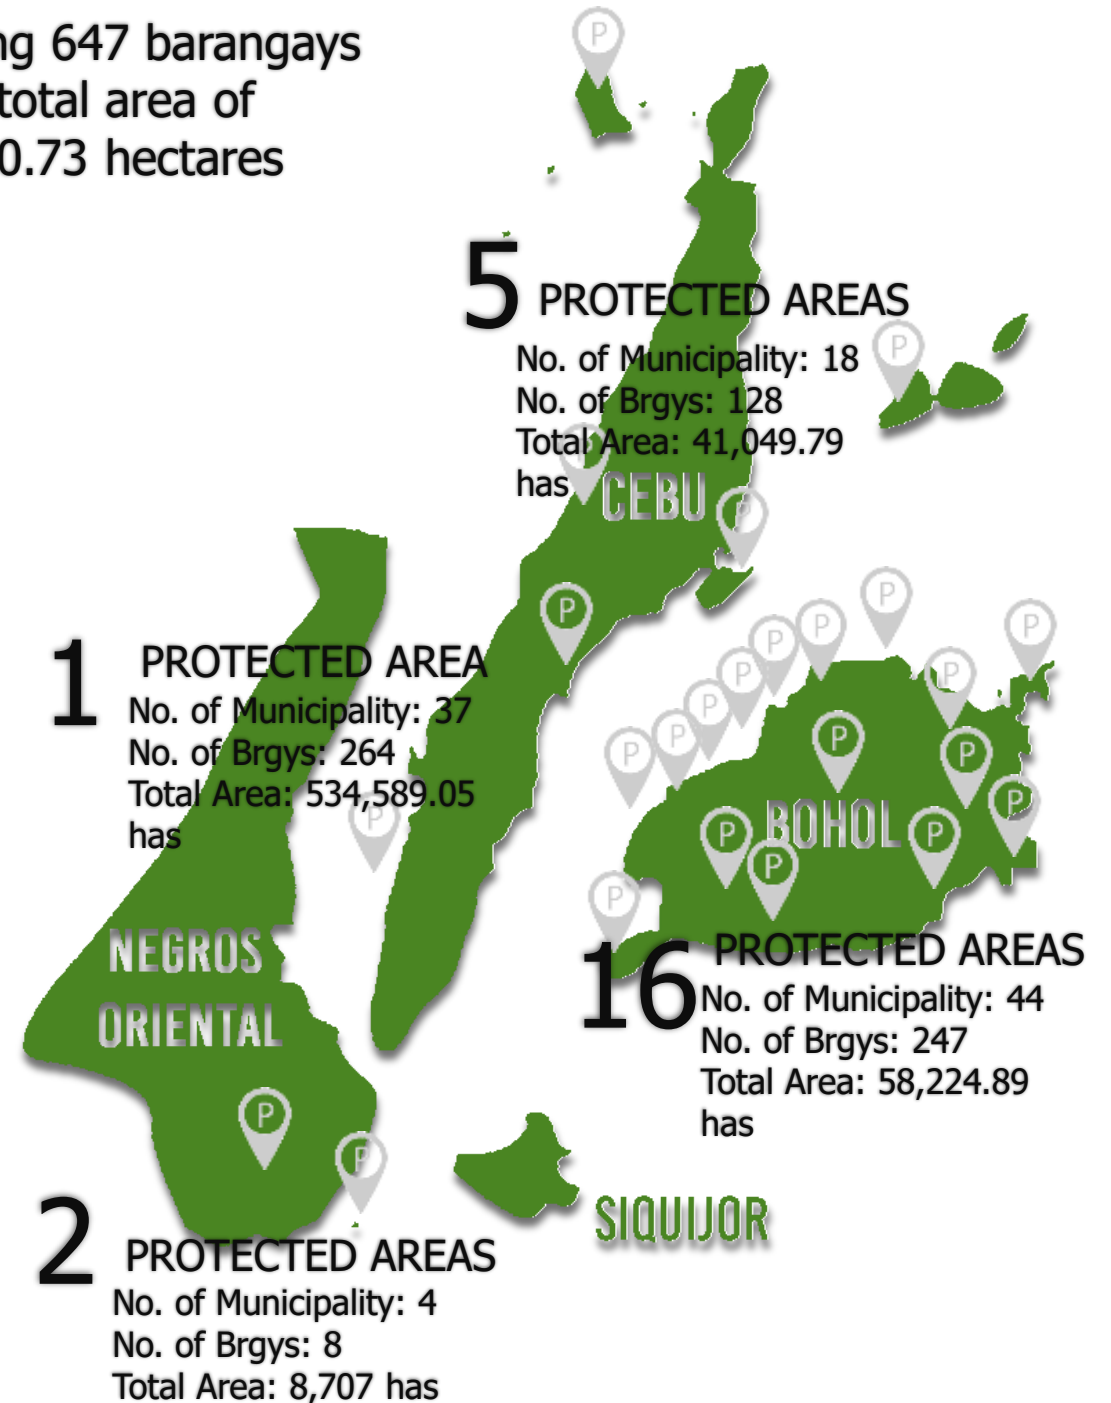 ng 647 barangays
total area of
0.73 hectares
P
5 PROTECTED AREAS
No. of Municipality: 18
No. of Brgys: 128
Total Area: 41,049.79
has
P
P
CEBU
P
P
1 PROTECTED AREA
No. of Municipality: 37
No. of Brgys: 264
Total Area: 534,589.05
has
P
P
P
P
P
P
P
P
P
P
P
P
P
BOHOL
P
P
P
P
P
NEGROS
ORIENTAL
16 PROTECTED AREAS
No. of Municipality: 44
No. of Brgys: 247
Total Area: 58,224.89
has
P
P
SIQUIJOR
2 PROTECTED AREAS
No. of Municipality: 4
No. of Brgys: 8
Total Area: 8,707 has